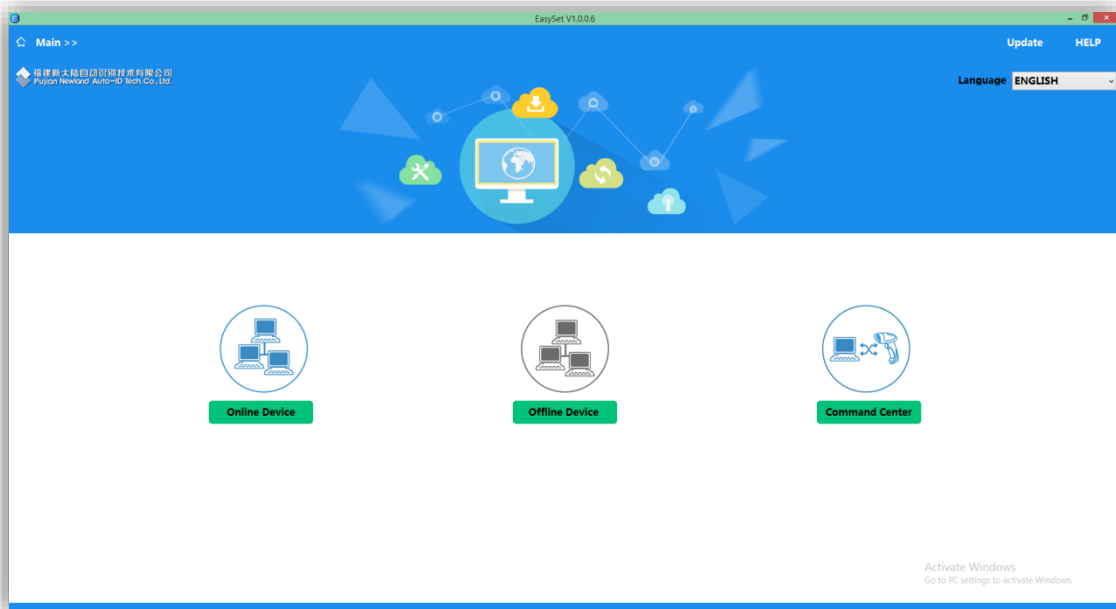 EasySet V1.0.0.6
Main >>
Update
HELP
福建新大陆自动识别技术有限公司
Fujian Newland Auto-ID Tech Co.,Ltd.
Language
ENGLISH
Online Device
Offline Device
Command Center
Activate Windows
Go to PC settings to activate Windows.